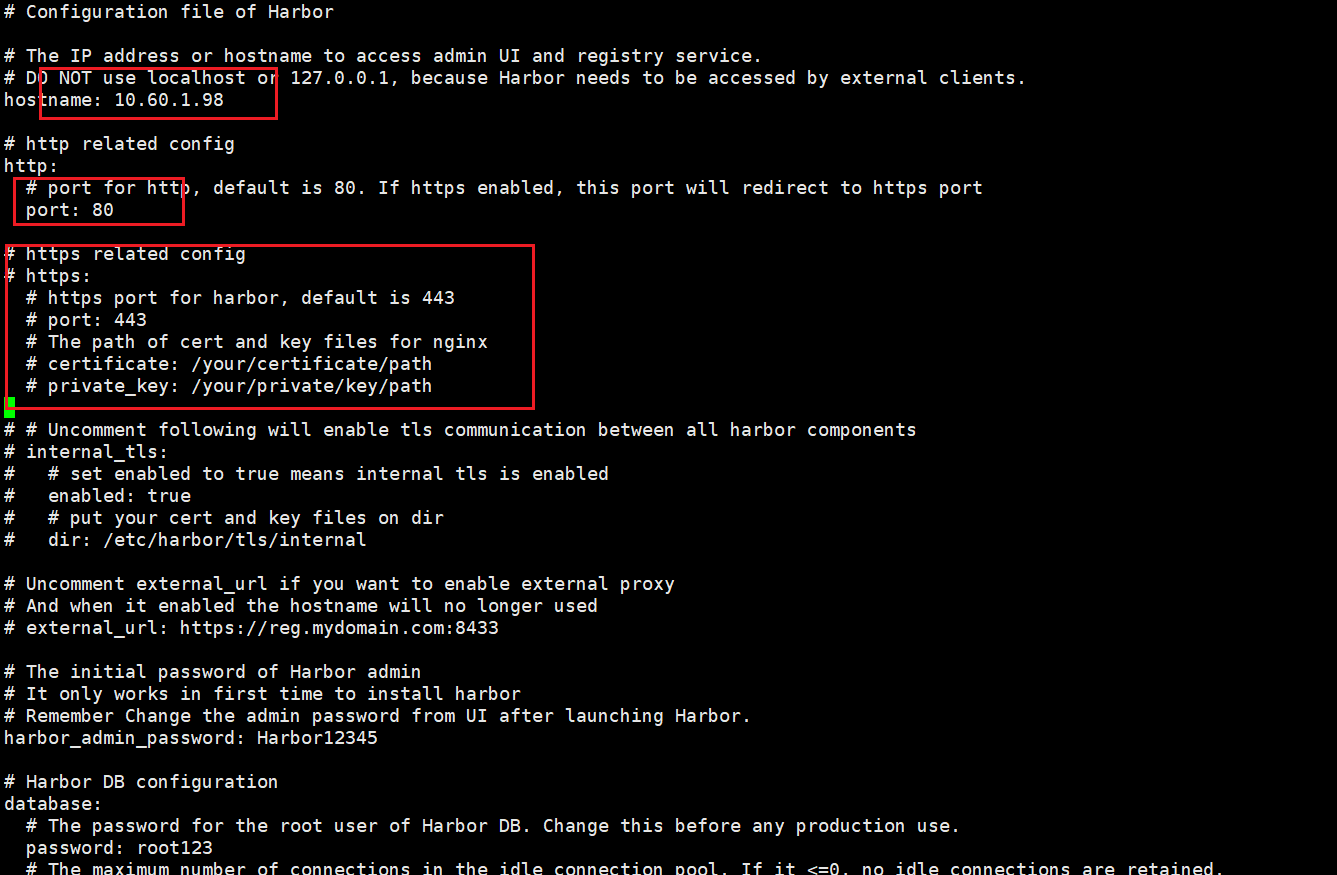 # Configuration file of Harbor
# The IP address or hostname to access admin UI and registry service.
# DO NOT use localhost or 127.0.0.1, because Harbor needs to be accessed by external clients.
hostname: 10.60.1.98
# http related config
http:
  # port for http, default is 80. If https enabled, this port will redirect to https port
  port: 80
# https related config
# https:
  # https port for harbor, default is 443
  # port: 443
  # The path of cert and key files for nginx
  # certificate: /your/certificate/path
  # private_key: /your/private/key/path
# # Uncomment following will enable tls communication between all harbor components
# internal_tls:
#   # set enabled to true means internal tls is enabled
#   enabled: true
#   # put your cert and key files on dir
#   dir: /etc/harbor/tls/internal
# Uncomment external_url if you want to enable external proxy
# And when it enabled the hostname will no longer used
# external_url: https://reg.mydomain.com:8433
# The initial password of Harbor admin
# It only works in first time to install harbor
# Remember Change the admin password from UI after launching Harbor.
harbor_admin_password: Harbor12345
# Harbor DB configuration
database:
  # The password for the root user of Harbor DB. Change this before any production use.
  password: root123
  # The maximum number of connections in the idle connection pool. If it <=0, no idle connections are retained.